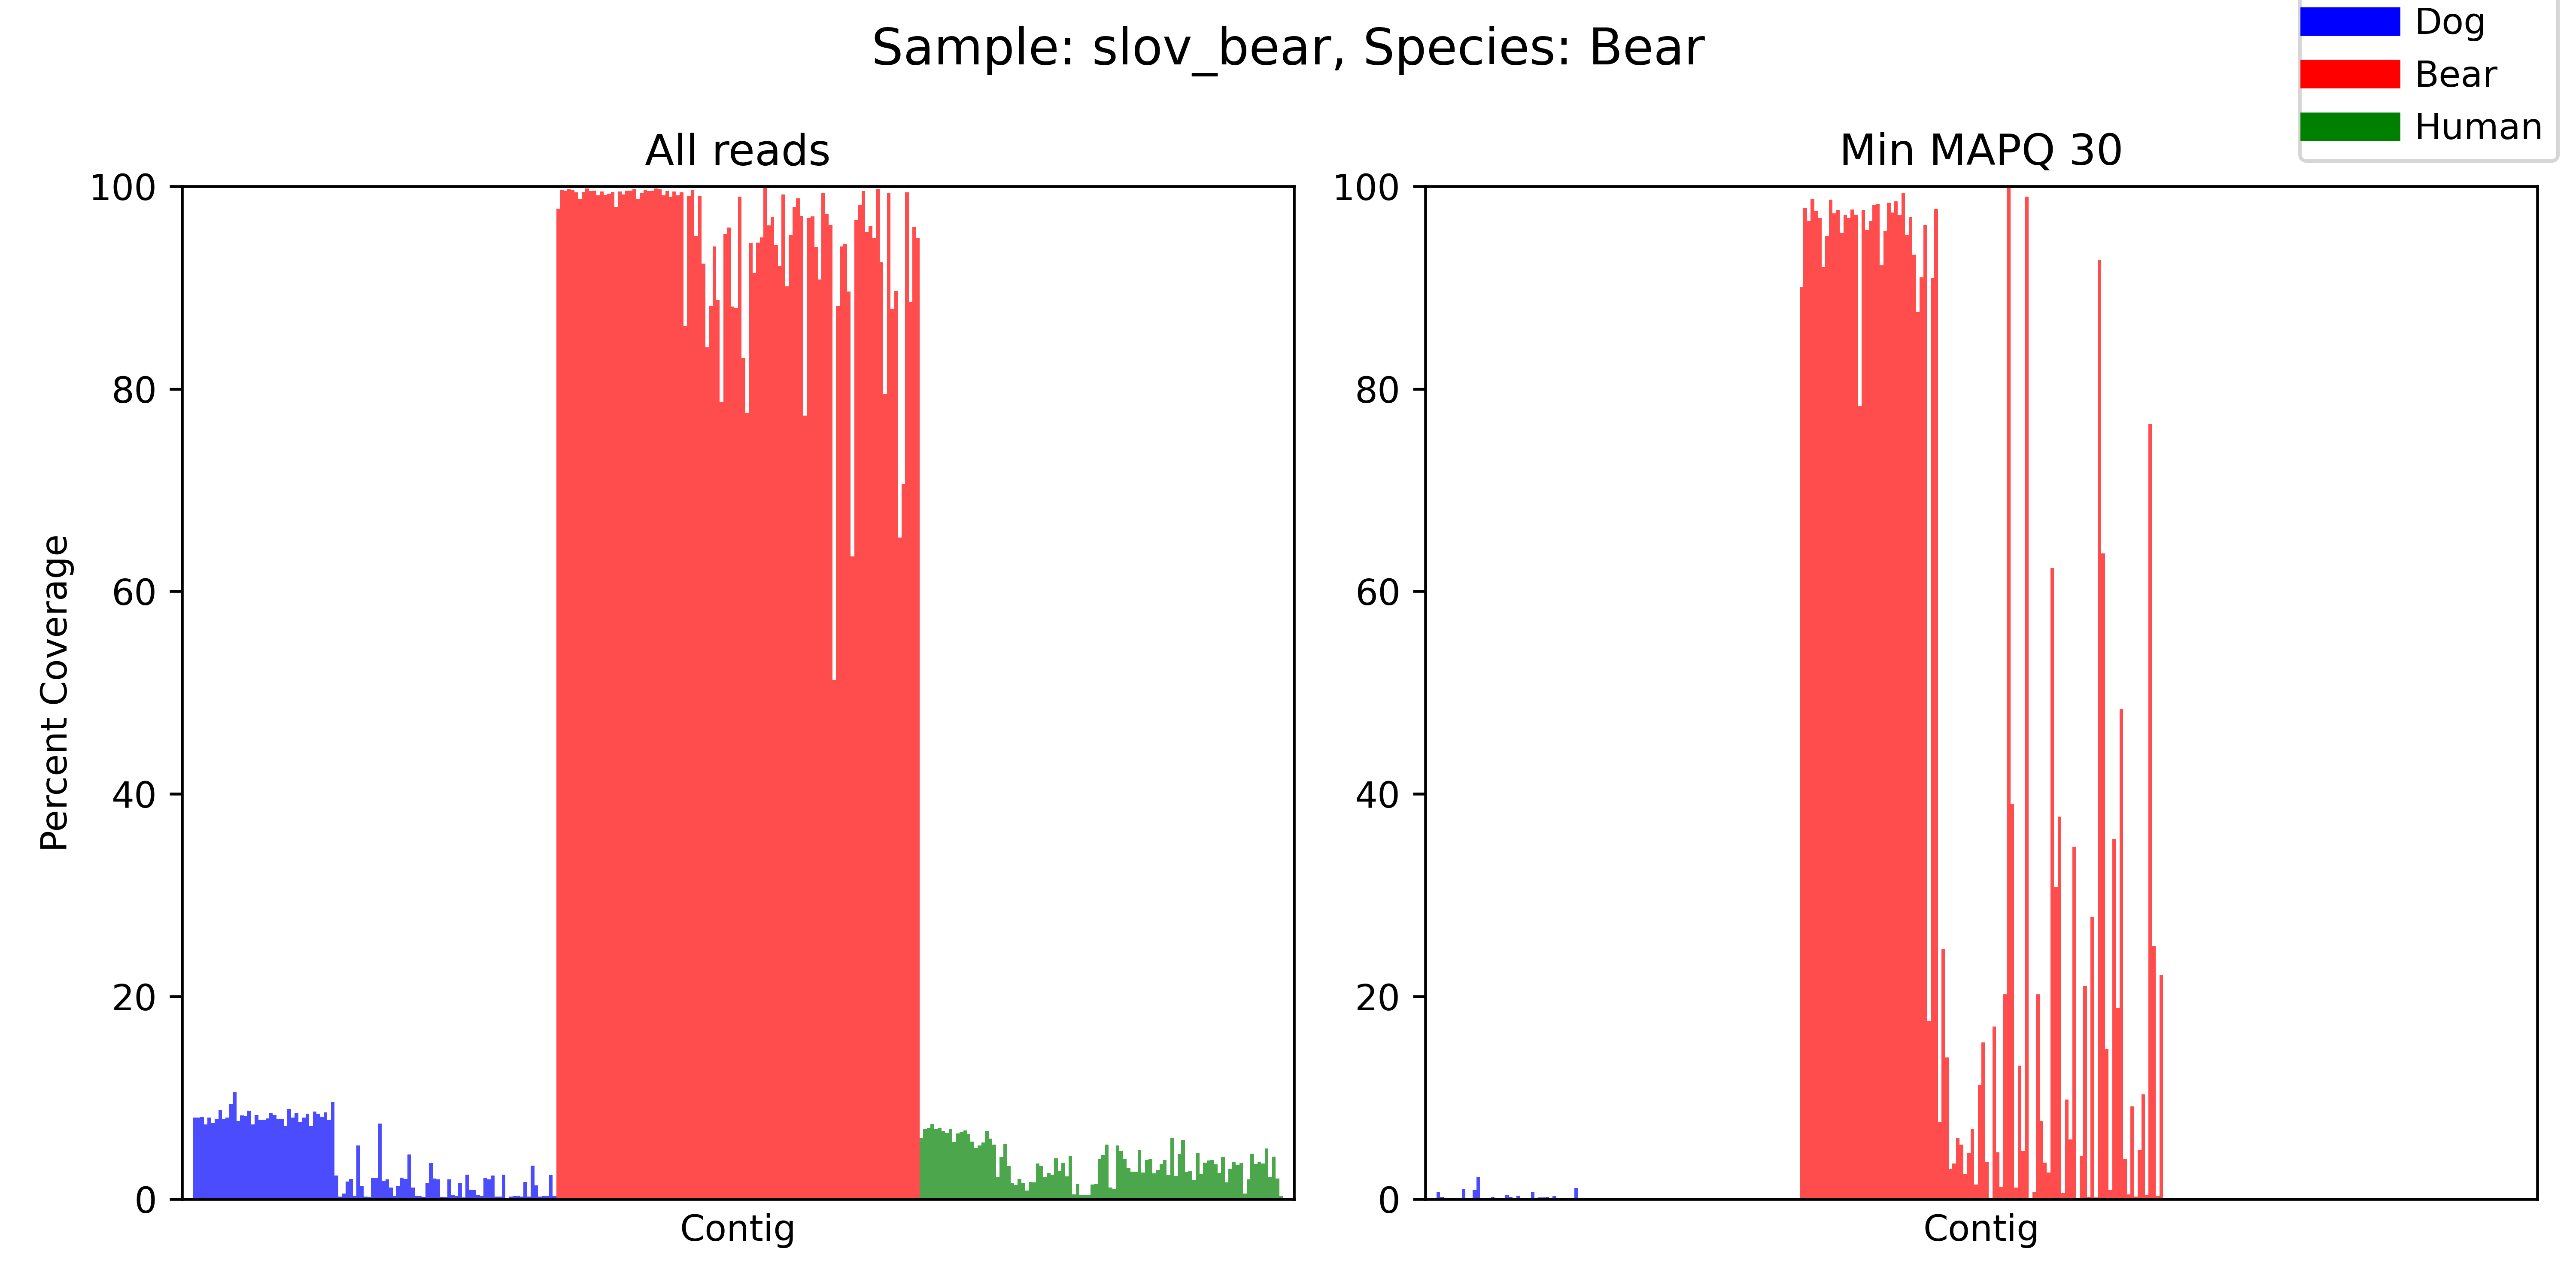 Sample: slov_bear, Species: Bear
Dog
Bear
Human
All reads
100
80
60
40
20
0
Percent Coverage
Contig
Min MAPQ 30
100
80
60
40
20
0
Contig